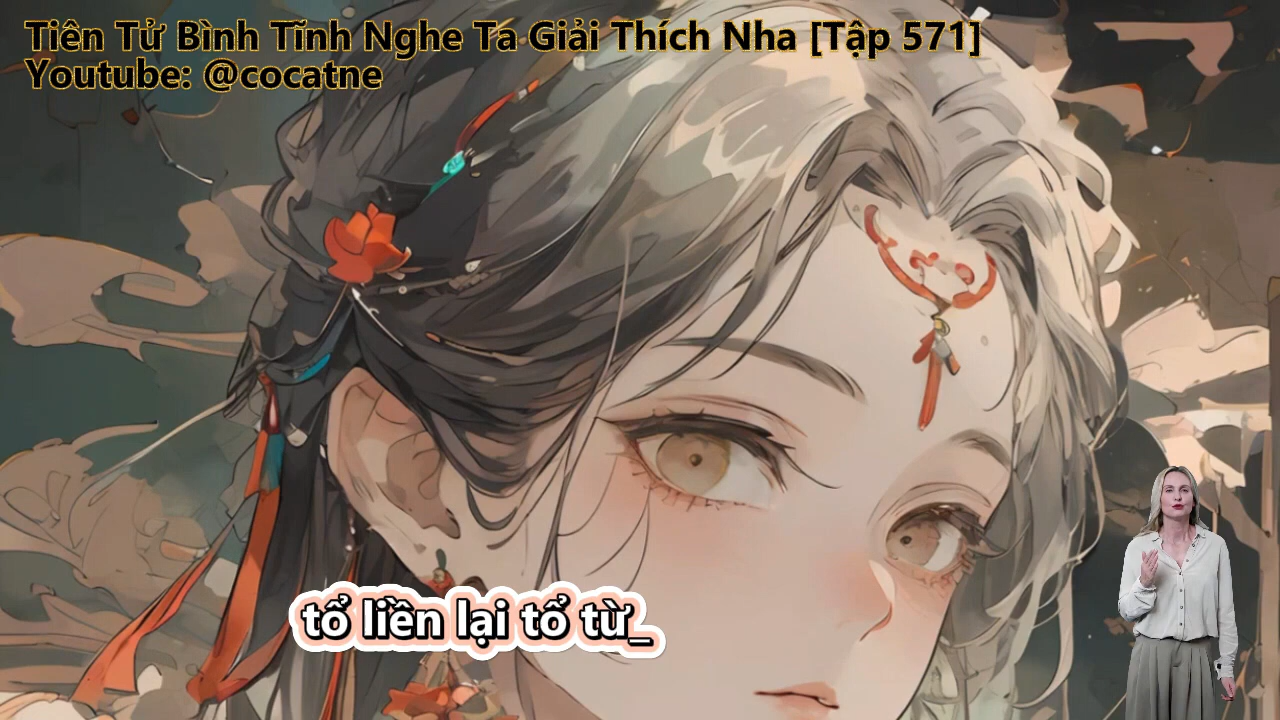 Tiên Tử Bình Tĩnh Nghe Ta Giải Thích Nha [Tập 571]
Youtube: @cocatne
tổ liền lại tổ từ_